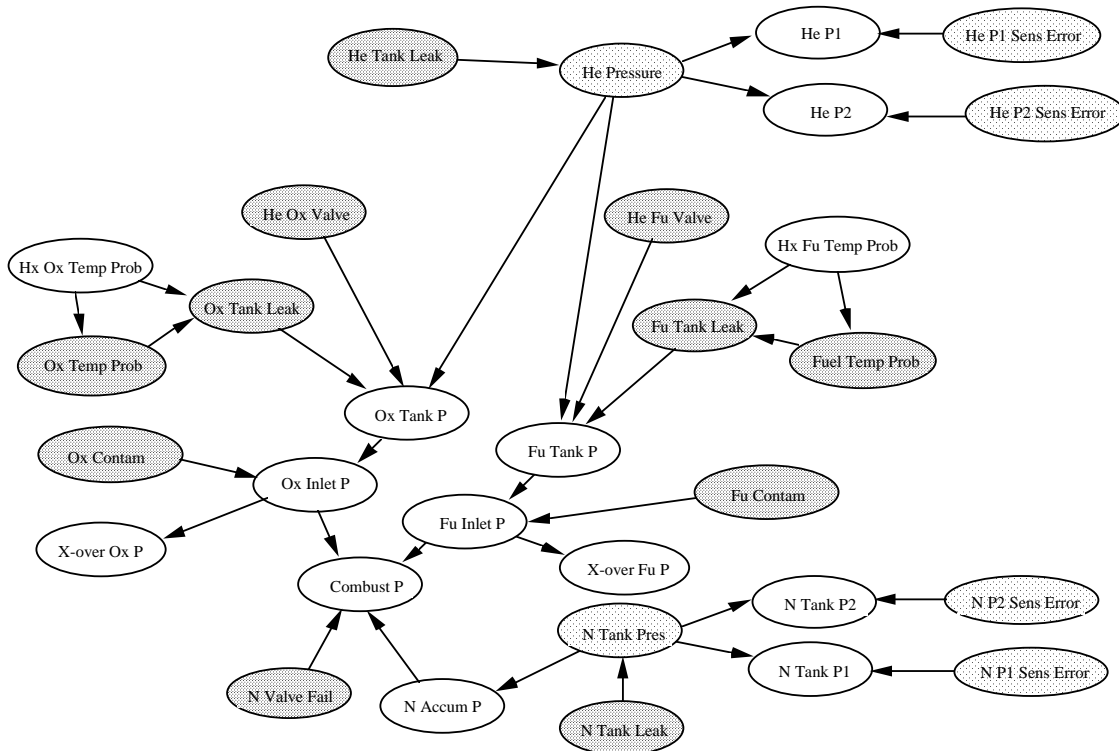 He P1
He P1 Sens Error
He Tank Leak
He Pressure
He P2
He P2 Sens Error
He Ox Valve
He Fu Valve
Hx Ox Temp Prob
Hx Fu Temp Prob
Ox Tank Leak
Fu Tank Leak
Ox Temp Prob
Fuel Temp Prob
Ox Tank P
Fu Tank P
Ox Contam
Ox Inlet P
Fu Contam
Fu Inlet P
X-over Ox P
X-over Fu P
Combust P
N Tank P2
N P2 Sens Error
N Tank Pres
N Tank P1
N P1 Sens Error
N Valve Fail
N Accum P
N Tank Leak